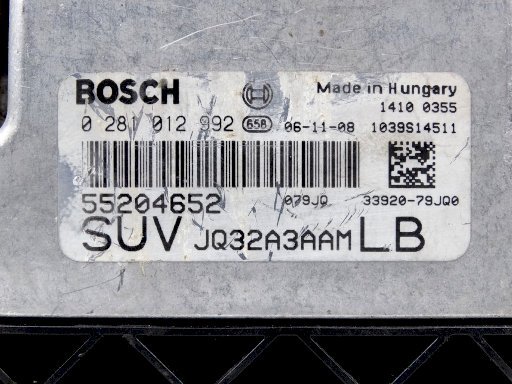 BOSCH Made in Hungary
1410 0355
0 281 012 992 65B 06-11-08 1039S14511
55204652 079JQ 33920-79JQ0
SUV JQ32A3AAM LB